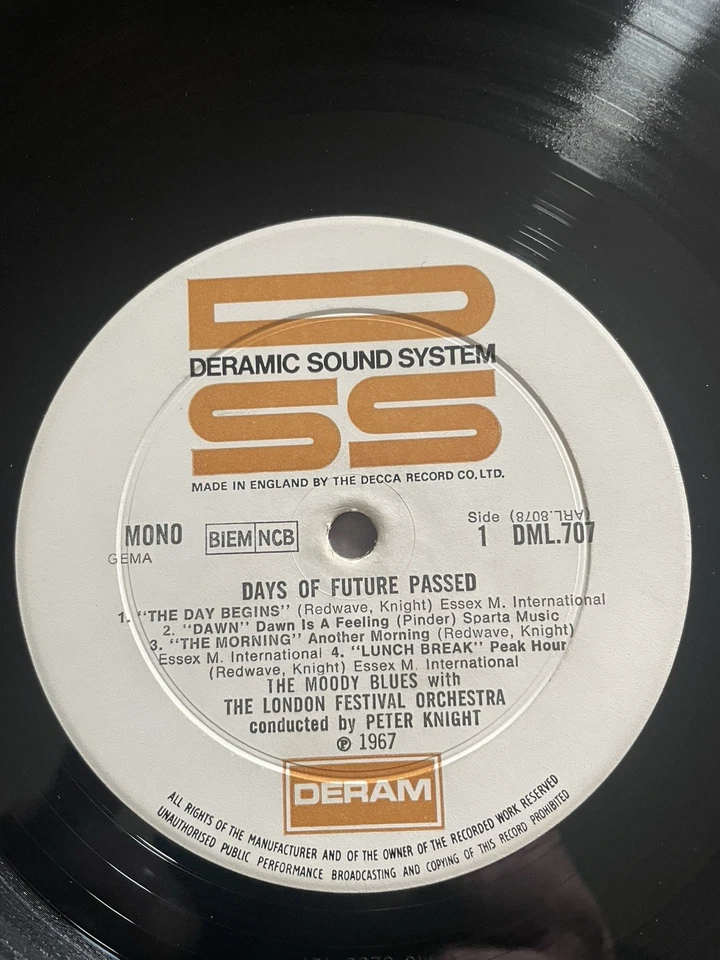 D
DERAMIC SOUND SYSTEM
SS
MADE IN ENGLAND BY THE DECCA RECORD CO, LTD.
MONO BIEM NCB Side (ARL.8078)
GEMA 1 DML.707
DAYS OF FUTURE PASSED
1. "THE DAY BEGINS" (Redwave, Knight) Essex M. International
2. "DAWN" Dawn Is A Feeling (Pinder) Sparta Music
3. "THE MORNING" Another Morning (Redwave, Knight)
Essex M. International 4. "LUNCH BREAK" Peak Hour
(Redwave, Knight) Essex M. International
THE MOODY BLUES with
THE LONDON FESTIVAL ORCHESTRA
conducted by PETER KNIGHT
℗ 1967
DERAM
ALL RIGHTS OF THE MANUFACTURER AND OF THE OWNER OF THE RECORDED WORK RESERVED
UNAUTHORISED PUBLIC PERFORMANCE BROADCASTING AND COPYING OF THIS RECORD PROHIBITED